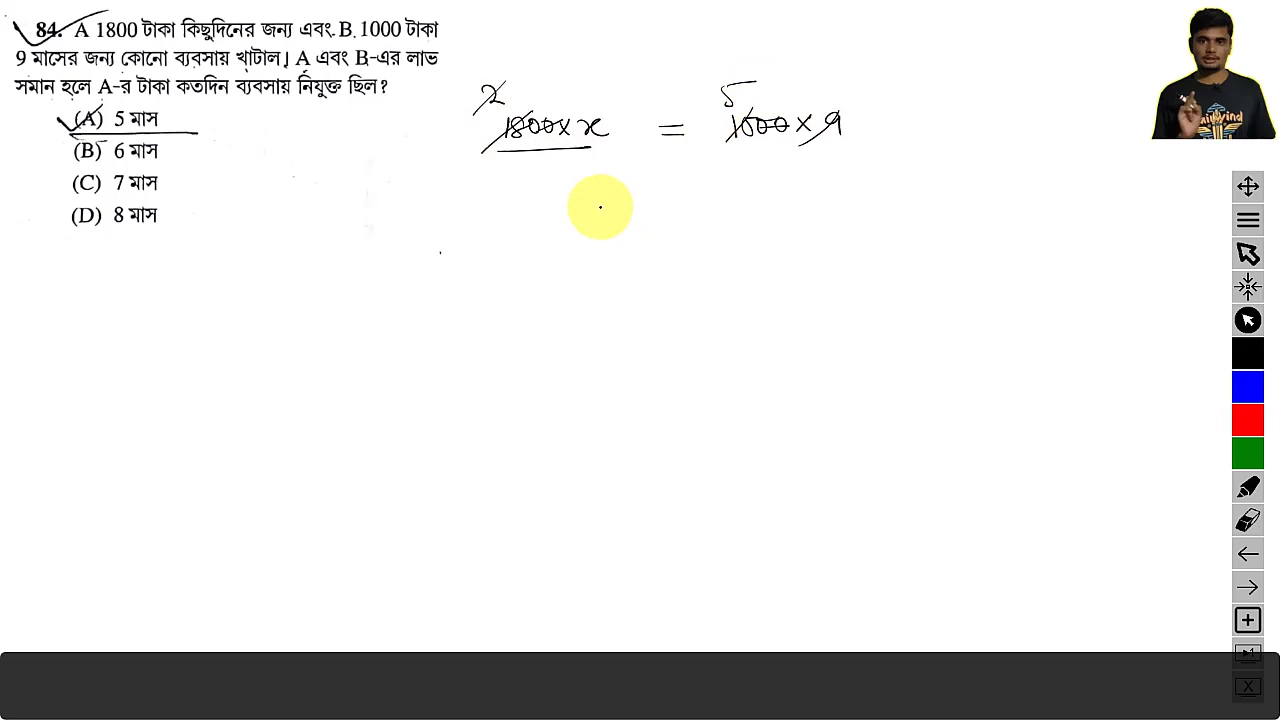 84. A 1800 টাকা কিছুদিনের জন্য এবং B 1000 টাকা
9 মাসের জন্য কোনো ব্যবসায় খাটাল। A এবং B-এর লাভ
সমান হলে A-র টাকা কতদিন ব্যবসায় নিযুক্ত ছিল?
(A) 5 মাস
(B) 6 মাস
(C) 7 মাস
(D) 8 মাস
2 5
1800 × x = 1000 × 9